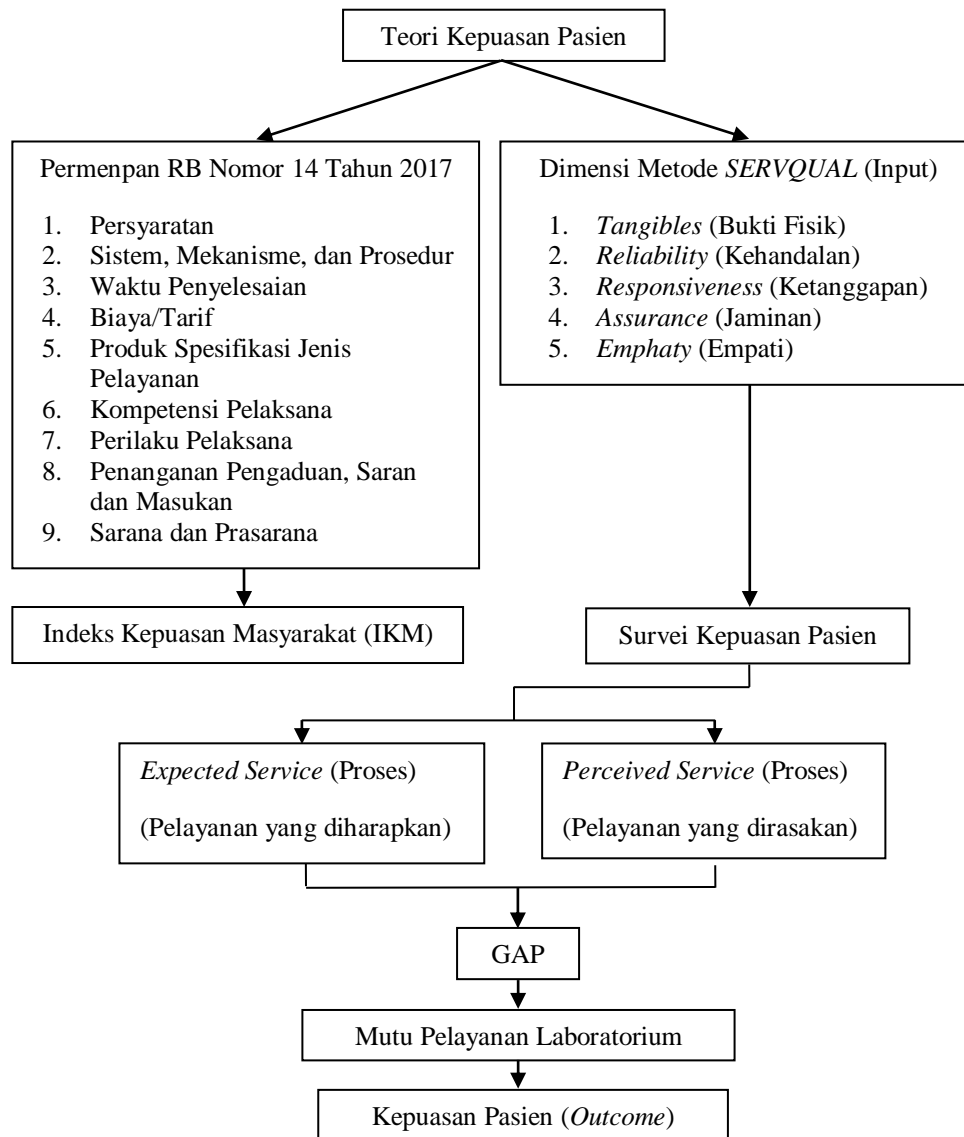 Teori Kepuasan Pasien
Permenpan RB Nomor 14 Tahun 2017
1. Persyaratan
2. Sistem, Mekanisme, dan Prosedur
3. Waktu Penyelesaian
4. Biaya/Tarif
5. Produk Spesifikasi Jenis
Pelayanan
6. Kompetensi Pelaksana
7. Perilaku Pelaksana
8. Penanganan Pengaduan, Saran
dan Masukan
9. Sarana dan Prasarana
Dimensi Metode SERVQUAL (Input)
1. Tangibles (Bukti Fisik)
2. Reliability (Kehandalan)
3. Responsiveness (Ketanggapan)
4. Assurance (Jaminan)
5. Emphaty (Empati)
Indeks Kepuasan Masyarakat (IKM)
Survei Kepuasan Pasien
Expected Service (Proses)
(Pelayanan yang diharapkan)
Perceived Service (Proses)
(Pelayanan yang dirasakan)
GAP
Mutu Pelayanan Laboratorium
Kepuasan Pasien (Outcome)